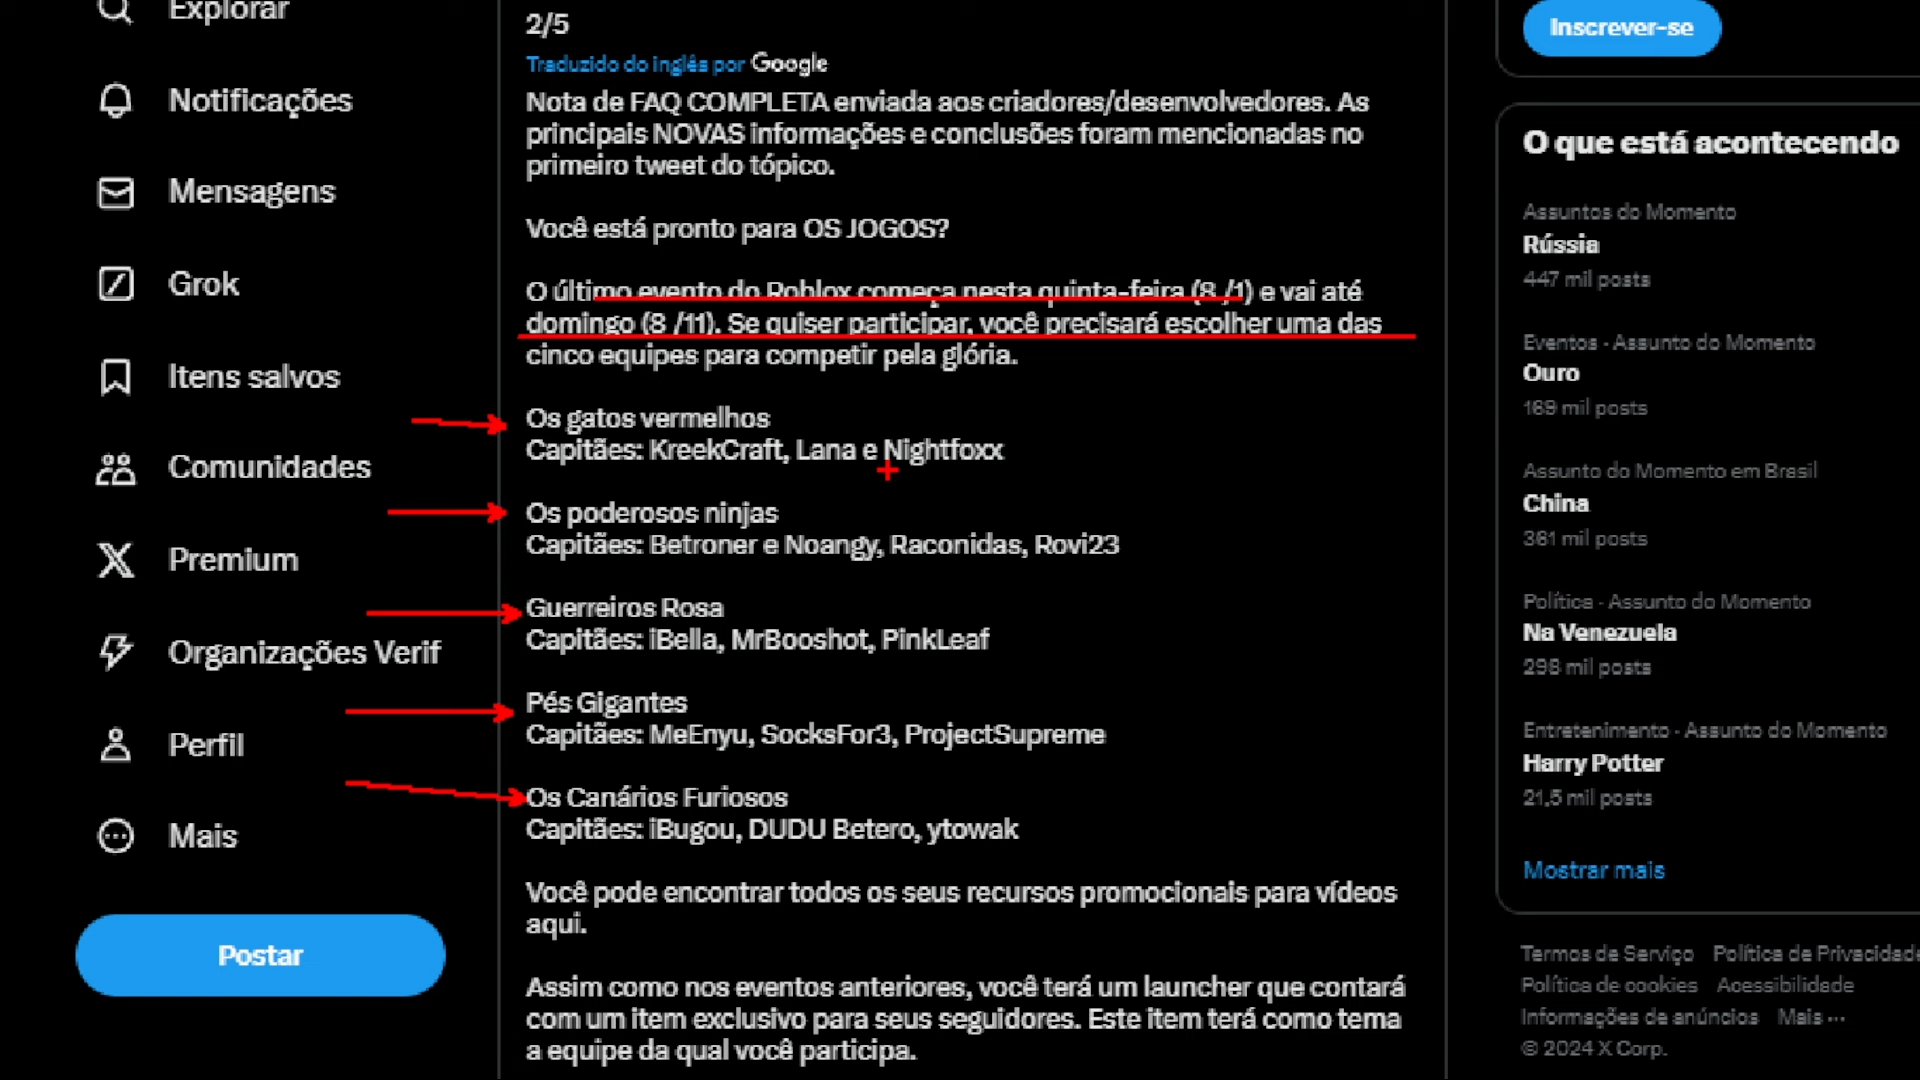 Explorar
Notificações
Mensagens
Grok
Itens salvos
Comunidades
Premium
Organizações Verif
Perfil
Mais
Postar
2/5
Traduzido do inglês por Google
Nota de FAQ COMPLETA enviada aos criadores/desenvolvedores. As
principais NOVAS informações e conclusões foram mencionadas no
primeiro tweet do tópico.
Você está pronto para OS JOGOS?
O último evento do Roblox começa nesta quinta-feira (8 /1) e vai até
domingo (8 /11). Se quiser participar, você precisará escolher uma das
cinco equipes para competir pela glória.
Os gatos vermelhos
Capitães: KreekCraft, Lana e Nightfoxx
Os poderosos ninjas
Capitães: Betroner e Noangy, Raconidas, Rovi23
Guerreiros Rosa
Capitães: iBella, MrBooshot, PinkLeaf
Pés Gigantes
Capitães: MeEnyu, SocksFor3, ProjectSupreme
Os Canários Furiosos
Capitães: iBugou, DUDU Betero, ytowak
Você pode encontrar todos os seus recursos promocionais para vídeos
aqui.
Assim como nos eventos anteriores, você terá um launcher que contará
com um item exclusivo para seus seguidores. Este item terá como tema
a equipe da qual você participa.
Inscrever-se
O que está acontecendo
Assuntos do Momento
Rússia
447 mil posts
Eventos · Assunto do Momento
Ouro
169 mil posts
Assunto do Momento em Brasil
China
361 mil posts
Política · Assunto do Momento
Na Venezuela
298 mil posts
Entretenimento · Assunto do Momento
Harry Potter
21,5 mil posts
Mostrar mais
Termos de Serviço Política de Privacidade
Política de cookies Acessibilidade
Informações de anúncios Mais ···
© 2024 X Corp.